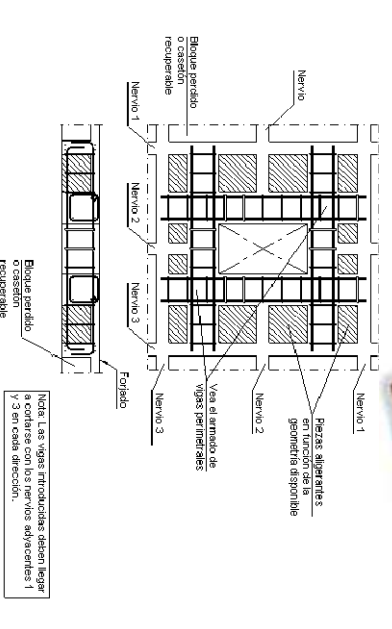 Nervio 1
Piezas aligerantes
en función de la
geometría disponible
Nervio 2
Vea el armado de
vigas perimetrales
Nervio 3
Nervio
Bloque perdido
o casetón
recuperable
Nervio 1
Nervio 2
Nervio 3
Forjado
Bloque perdido
o casetón
recuperable
Nota: Las vigas introducidas deben llegar
a cortarse con los nervios adyacentes 1
y 3 en cada dirección.